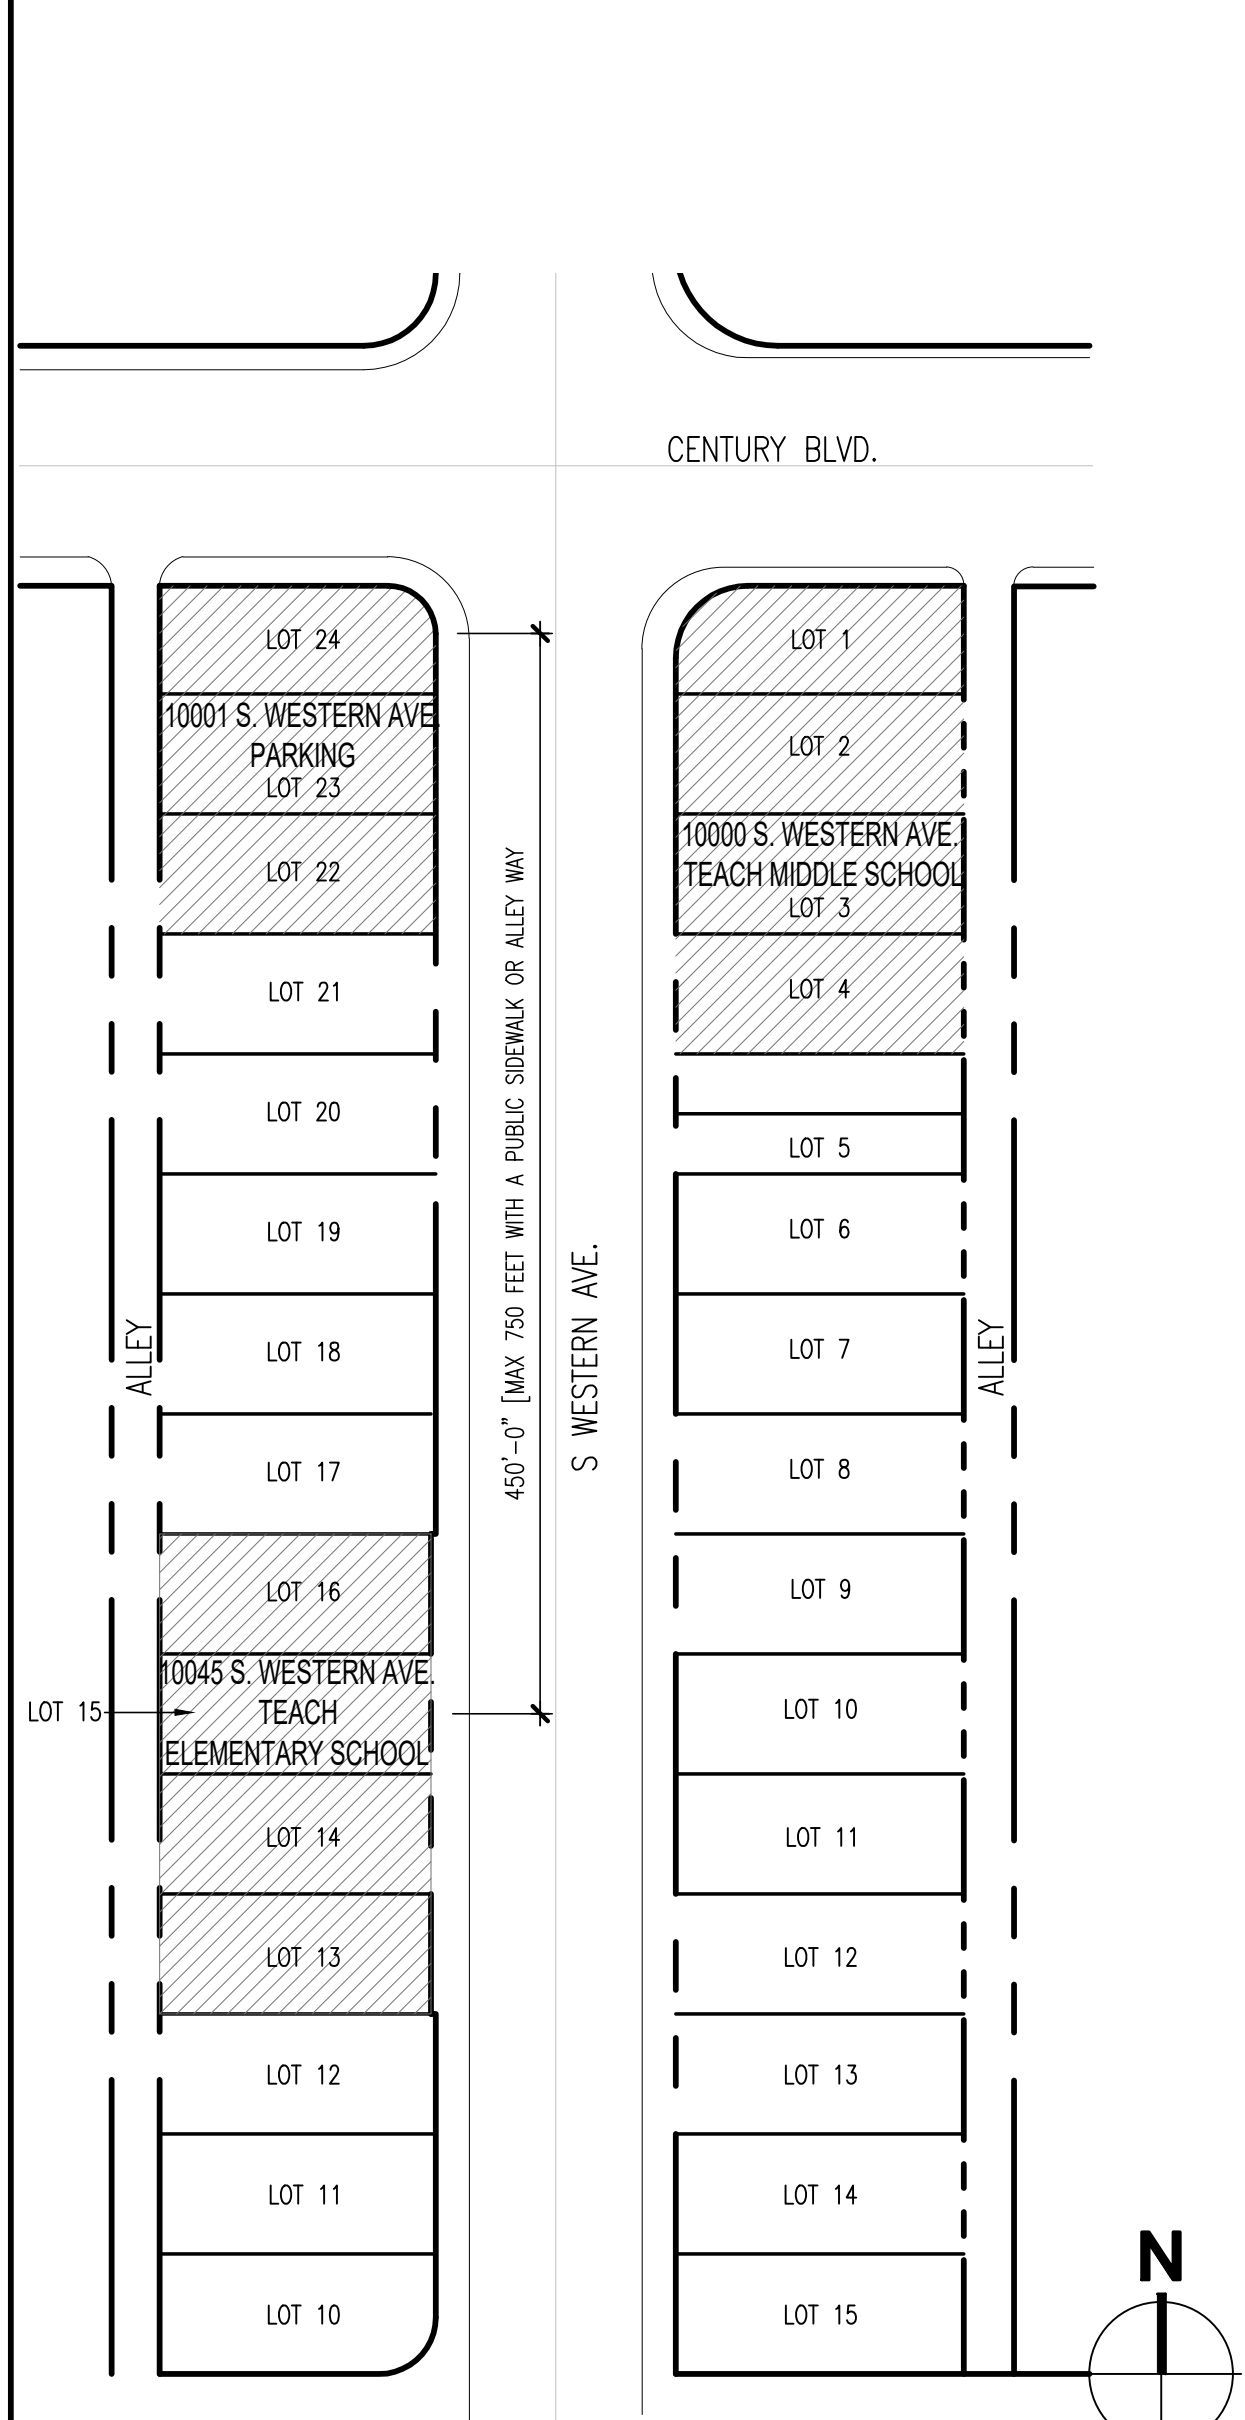 CENTURY BLVD.
LOT 24
10001 S. WESTERN AVE.
PARKING
LOT 23
LOT 22
LOT 21
LOT 20
LOT 19
LOT 18
LOT 17
LOT 16
10045 S. WESTERN AVE.
TEACH
ELEMENTARY SCHOOL
LOT 15
LOT 14
LOT 13
LOT 12
LOT 11
LOT 10
ALLEY
450'-0" [MAX 750 FEET WITH A PUBLIC SIDEWALK OR ALLEY WAY
S WESTERN AVE.
LOT 1
LOT 2
10000 S. WESTERN AVE.
TEACH MIDDLE SCHOOL
LOT 3
LOT 4
LOT 5
LOT 6
LOT 7
LOT 8
LOT 9
LOT 10
LOT 11
LOT 12
LOT 13
LOT 14
LOT 15
ALLEY
N